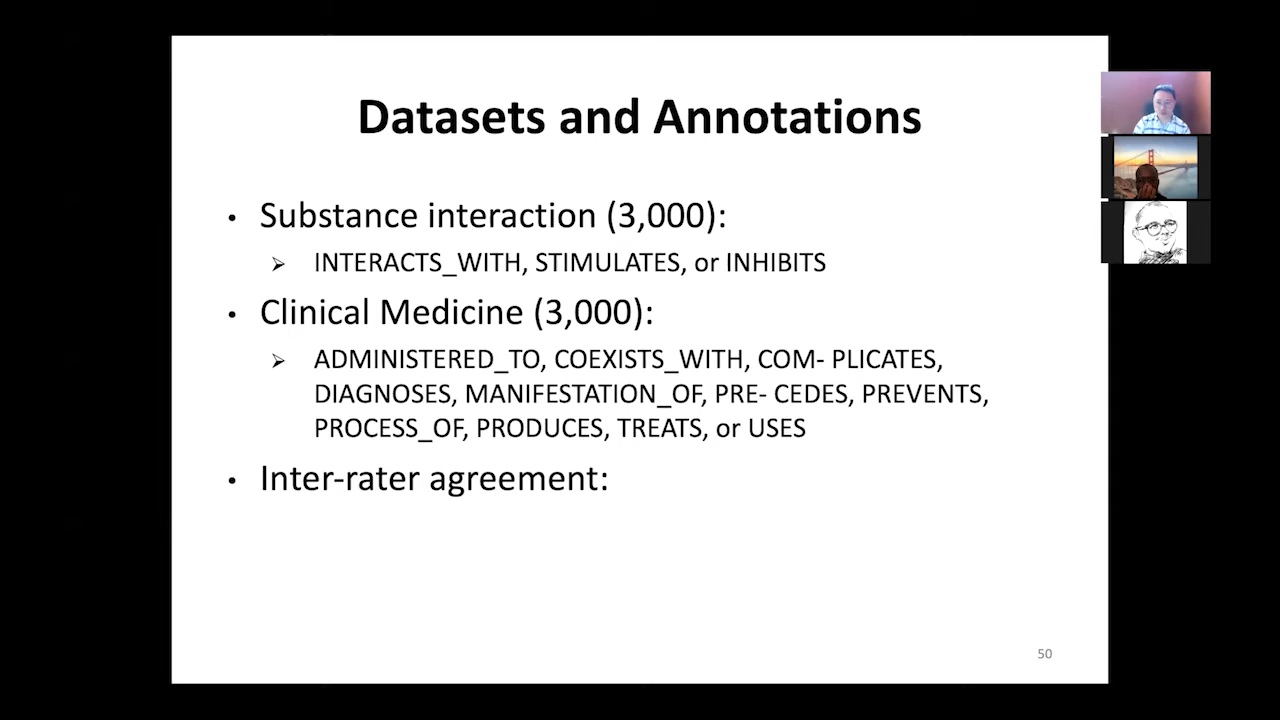 Datasets and Annotations
• Substance interaction (3,000):
➢ INTERACTS_WITH, STIMULATES, or INHIBITS
• Clinical Medicine (3,000):
➢ ADMINISTERED_TO, COEXISTS_WITH, COM- PLICATES,
DIAGNOSES, MANIFESTATION_OF, PRE- CEDES, PREVENTS,
PROCESS_OF, PRODUCES, TREATS, or USES
• Inter-rater agreement:
50